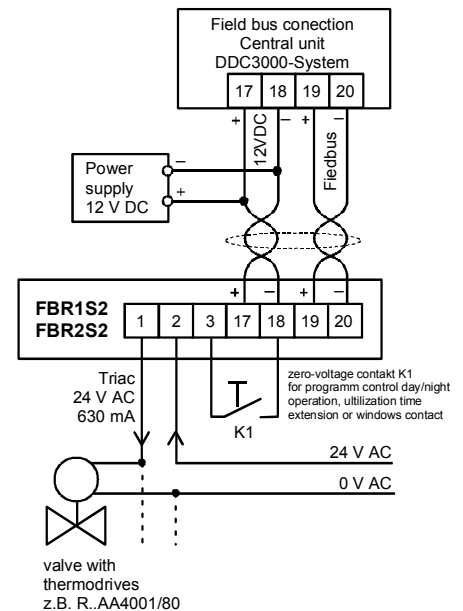 Field bus conection
Central unit
DDC3000-System
17 18 19 20
+ − + −
12VDC
Fiedbus
Power
supply
12 V DC
−
+
+ − + −
FBR1S2
FBR2S2
1 2 3 17 18 19 20
Triac
24 V AC
630 mA
K1
zero-voltage contakt K1
for programm control day/night
operation, ultilization time
extension or windows contact
24 V AC
0 V AC
valve with
thermodrives
z.B. R..AA4001/80